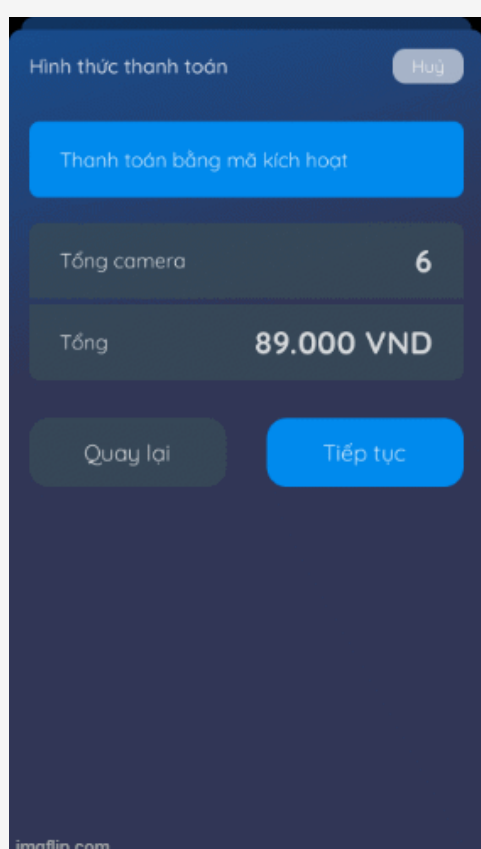 Hình thức thanh toán
Huỷ
Thanh toán bằng mã kích hoạt
Tổng camera
6
Tổng
89.000 VND
Quay lại
Tiếp tục
imgflip.com